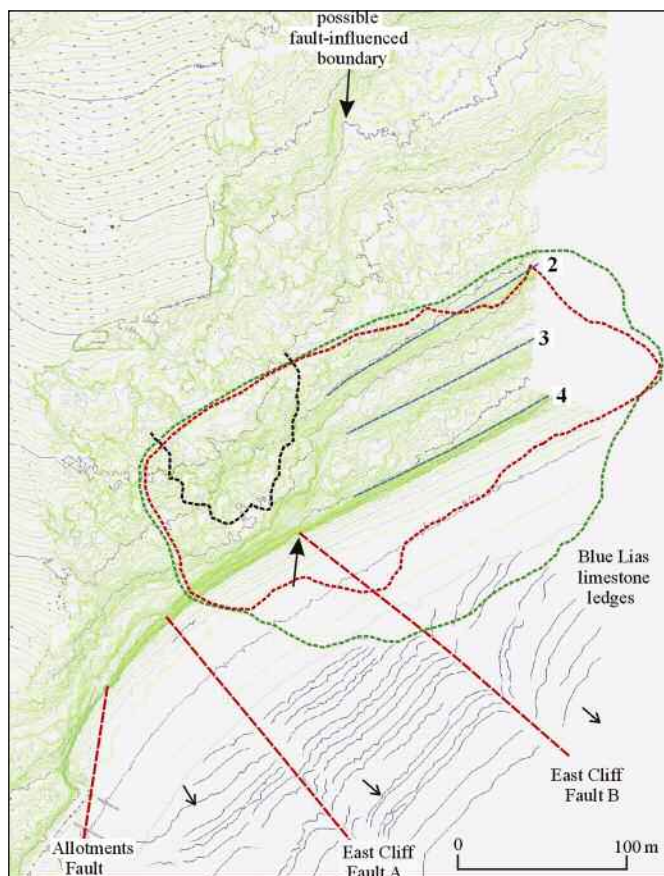 possible
fault-influenced
boundary
2
3
4
Blue Lias
limestone
ledges
East Cliff
Fault B
0 100 m
Allotments
Fault
East Cliff
Fault A